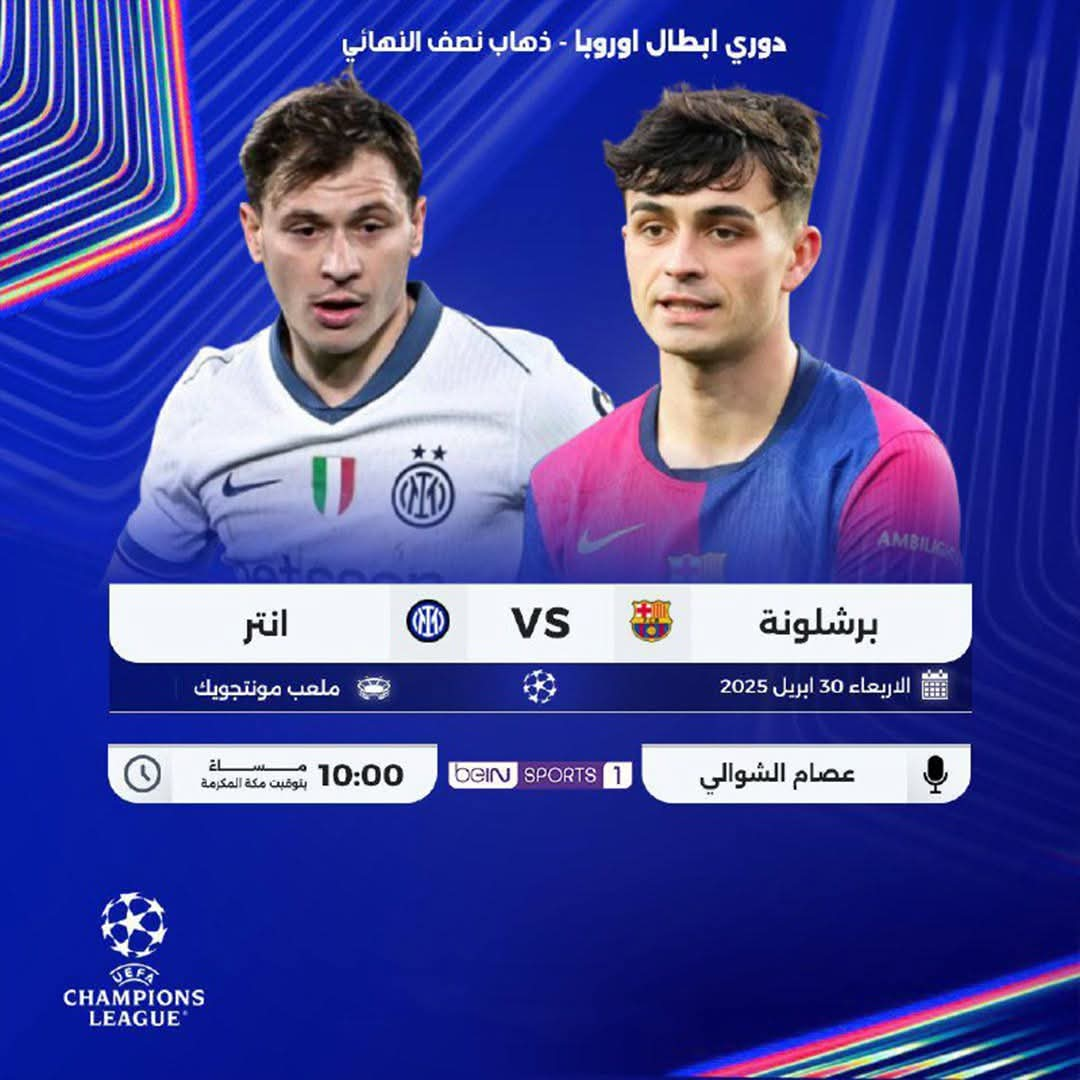 دوري ابطال اوروبا - ذهاب نصف النهائي
AMBILIGHT
برشلونة VS انتر
الاربعاء 30 ابريل 2025
ملعب مونتجويك
عصام الشوالي
beIN SPORTS 1
10:00 مساءً
بتوقيت مكة المكرمة
UEFA
CHAMPIONS
LEAGUE